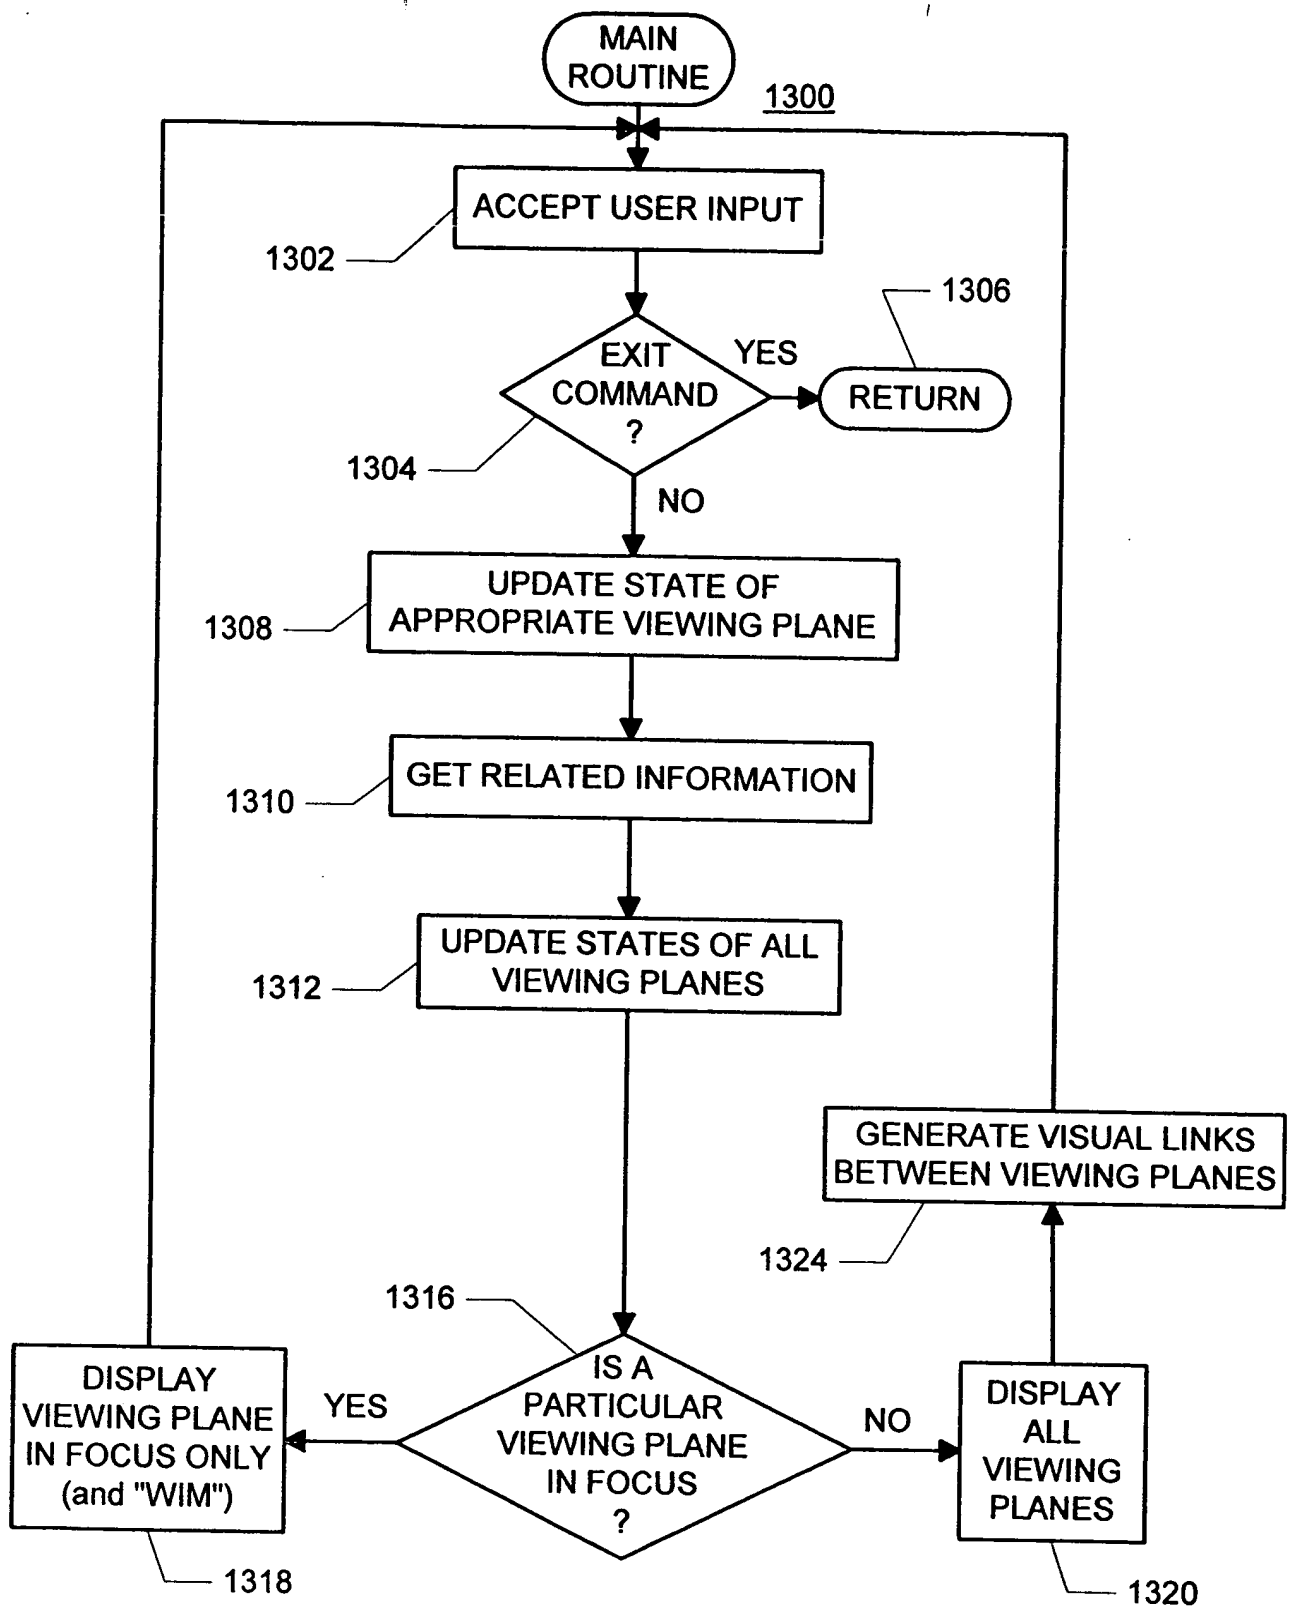 MAIN
ROUTINE
1300
ACCEPT USER INPUT
1302
1306
EXIT
COMMAND
?
YES
RETURN
1304
NO
UPDATE STATE OF
APPROPRIATE VIEWING PLANE
1308
GET RELATED INFORMATION
1310
UPDATE STATES OF ALL
VIEWING PLANES
1312
GENERATE VISUAL LINKS
BETWEEN VIEWING PLANES
1324
1316
IS A
PARTICULAR
VIEWING PLANE
IN FOCUS
?
YES
DISPLAY
VIEWING PLANE
IN FOCUS ONLY
(and "WIM")
1318
NO
DISPLAY
ALL
VIEWING
PLANES
1320